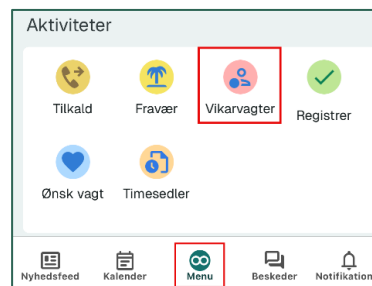 Aktiviteter
Tilkald Fravær Vikarvagter Registrer
Ønsk vagt Timesedler
Nyhedsfeed Kalender Menu Beskeder Notifikation